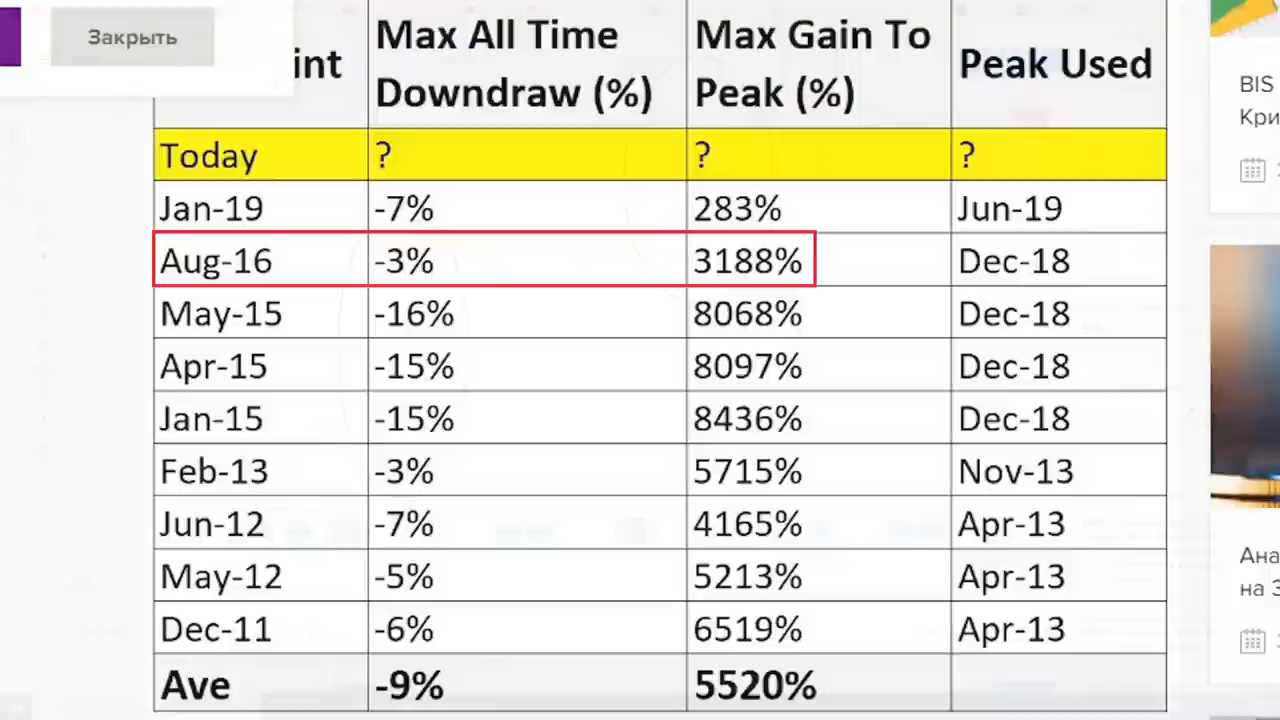 Закрыть
int Max All Time Downdraw (%) Max Gain To Peak (%) Peak Used
Today ? ? ?
Jan-19 -7% 283% Jun-19
Aug-16 -3% 3188% Dec-18
May-15 -16% 8068% Dec-18
Apr-15 -15% 8097% Dec-18
Jan-15 -15% 8436% Dec-18
Feb-13 -3% 5715% Nov-13
Jun-12 -7% 4165% Apr-13
May-12 -5% 5213% Apr-13
Dec-11 -6% 6519% Apr-13
Ave -9% 5520%
BIS
Кри
Ана
на